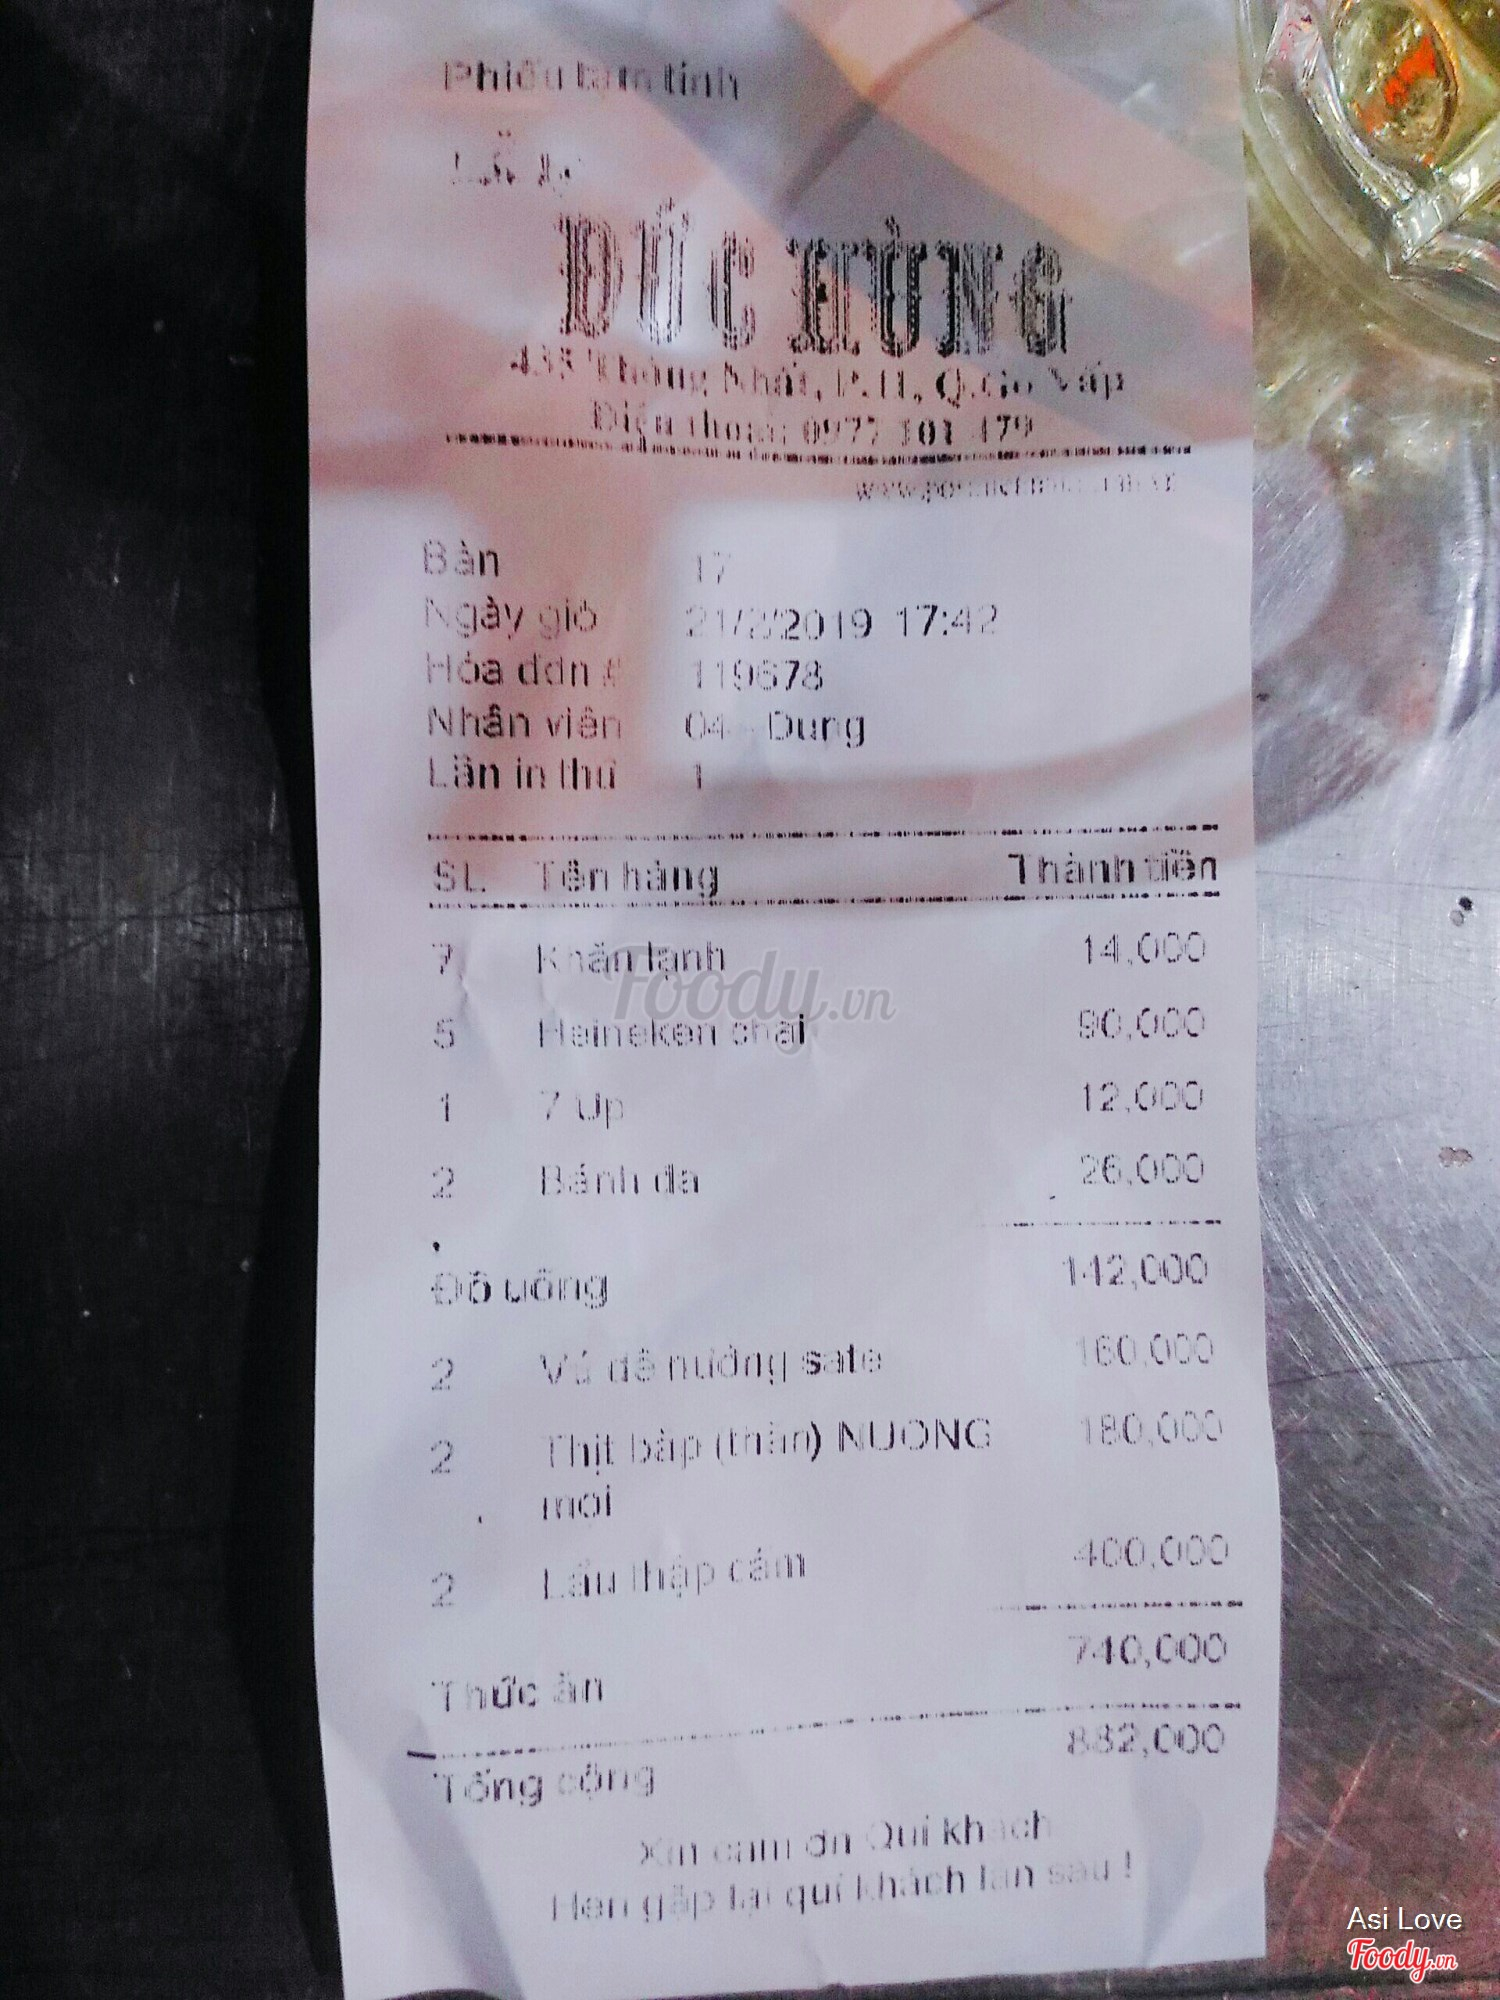 Phiếu tạm tính
ĐỨC HÙNG
Thống Nhất, Q.Gò Vấp
Điện thoại: 0977 101 479
Bàn 17
Ngày giờ 21/2/2019 17:42
Hóa đơn # 119678
Nhân viên 04 - Dung
Lần in thứ 1
SL Tên hàng Thành tiền
7 Khăn lạnh 14,000
5 Heineken chai 90,000
1 7 Up 12,000
2 Bánh đa 26,000
Đồ uống 142,000
2 Vú dê nướng sate 160,000
2 Thịt bắp (thăn) NUONG 180,000
mọi
2 Lẩu thập cẩm 400,000
Thức ăn 740,000
Tổng cộng 882,000
Xin cám ơn Quí khách
Hẹn gặp lại quí khách lần sau !
Foody.vn
Asi Love
Foody.vn